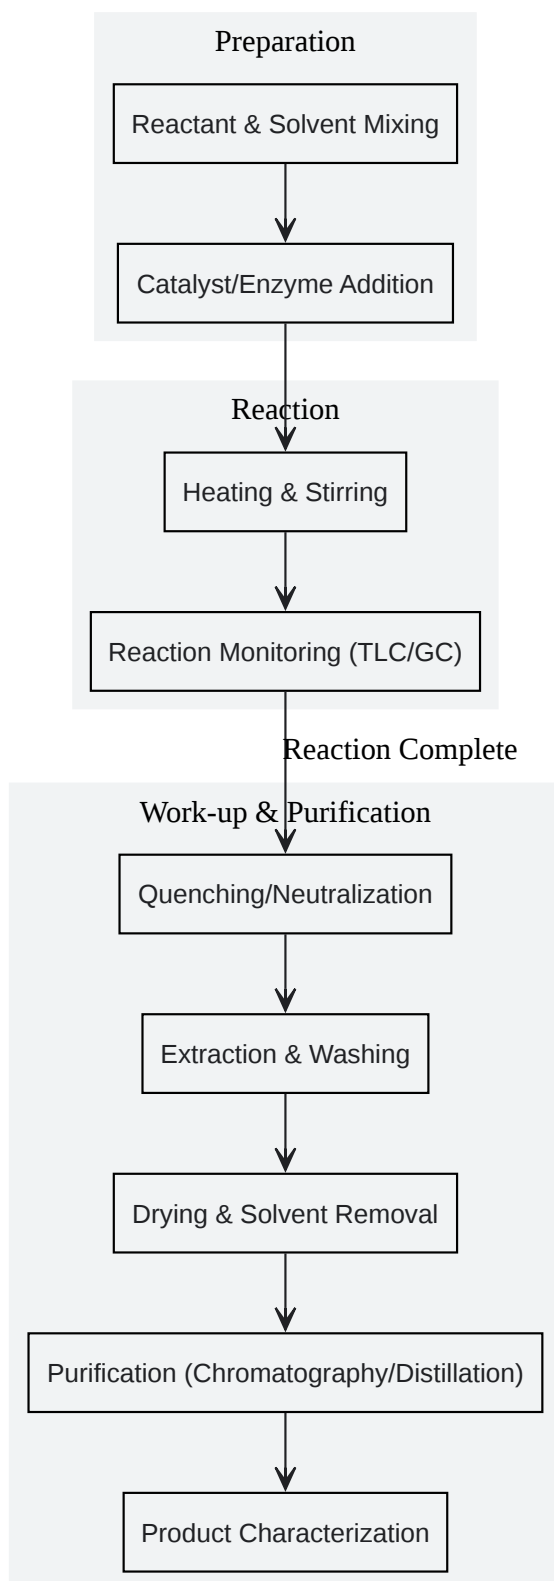 Preparation
Reactant & Solvent Mixing
Catalyst/Enzyme Addition
Reaction
Heating & Stirring
Reaction Monitoring (TLC/GC)
Reaction Complete
Work-up & Purification
Quenching/Neutralization
Extraction & Washing
Drying & Solvent Removal
Purification (Chromatography/Distillation)
Product Characterization